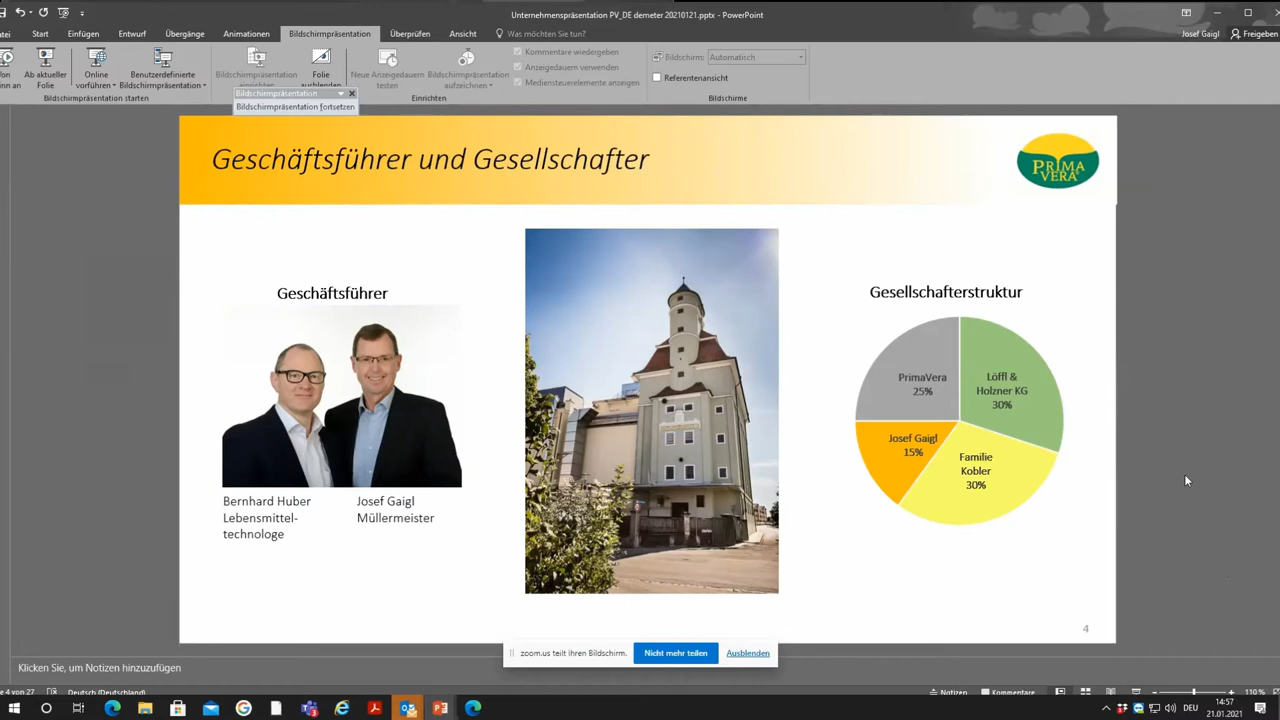 Unternehmenspräsentation PV_DE demeter 20210121.pptx - PowerPoint
Start Einfügen Entwurf Übergänge Animationen Bildschirmpräsentation Überprüfen Ansicht Was möchten Sie tun? Josef Gaigl Freigeben
Ab aktueller
Folie
Online
vorführen
Benutzerdefinierte
Bildschirmpräsentation
Bildschirmpräsentation starten
Bildschirmpräsentation
Folie
Neue Anzeigedauern
testen
Bildschirmpräsentation
aufzeichnen
Einrichten
Kommentare wiedergeben
Anzeigedauern verwenden
Mediensteuerelemente anzeigen
Bildschirm: Automatisch
Referentenansicht
Bildschirme
Bildschirmpräsentation
Bildschirmpräsentation fortsetzen
Geschäftsführer und Gesellschafter
PRIMA
VERA
Geschäftsführer
Bernhard Huber
Lebensmittel-
technologe
Josef Gaigl
Müllermeister
Gesellschafterstruktur
PrimaVera
25%
Löffl &
Holzner KG
30%
Josef Gaigl
15%
Familie
Kobler
30%
4
zoom.us teilt ihren Bildschirm. Nicht mehr teilen Ausblenden
Klicken Sie, um Notizen hinzuzufügen
4 von 27 Deutsch (Deutschland) Notizen Kommentare 110 %
DEU
14:57
21.01.2021